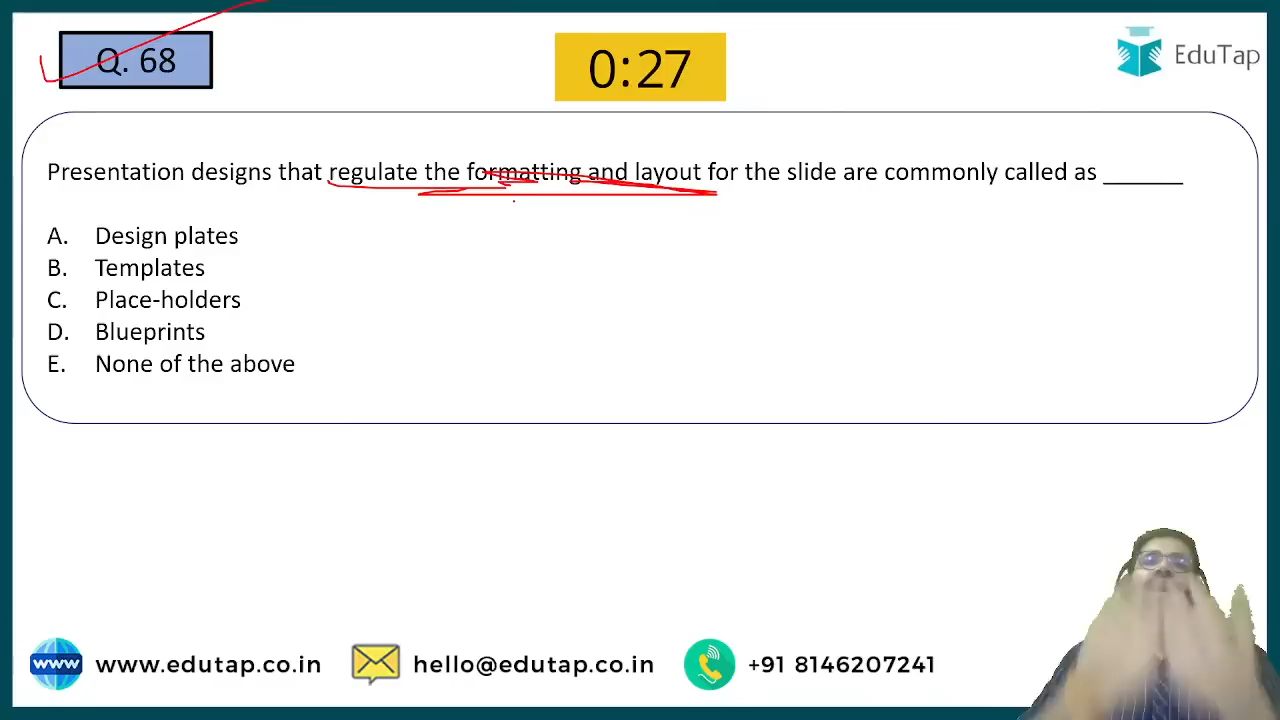 Q. 68
0:27
EduTap
Presentation designs that regulate the formatting and layout for the slide are commonly called as ______
A. Design plates
B. Templates
C. Place-holders
D. Blueprints
E. None of the above
www www.edutap.co.in hello@edutap.co.in +91 8146207241